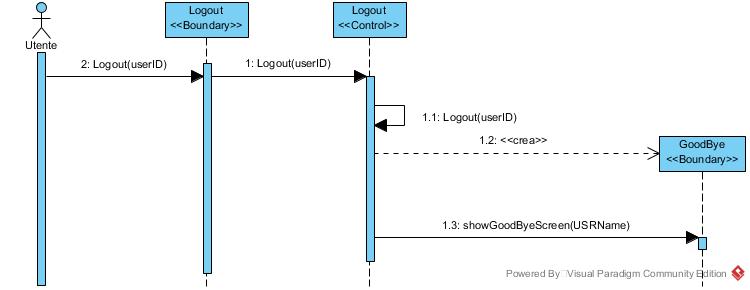 Logout
<<Boundary>>
Logout
<<Control>>
Utente
2: Logout(userID)
1: Logout(userID)
1.1: Logout(userID)
1.2: <<crea>>
GoodBye
<<Boundary>>
1.3: showGoodByeScreen(USRName)
Powered By Visual Paradigm Community Edition